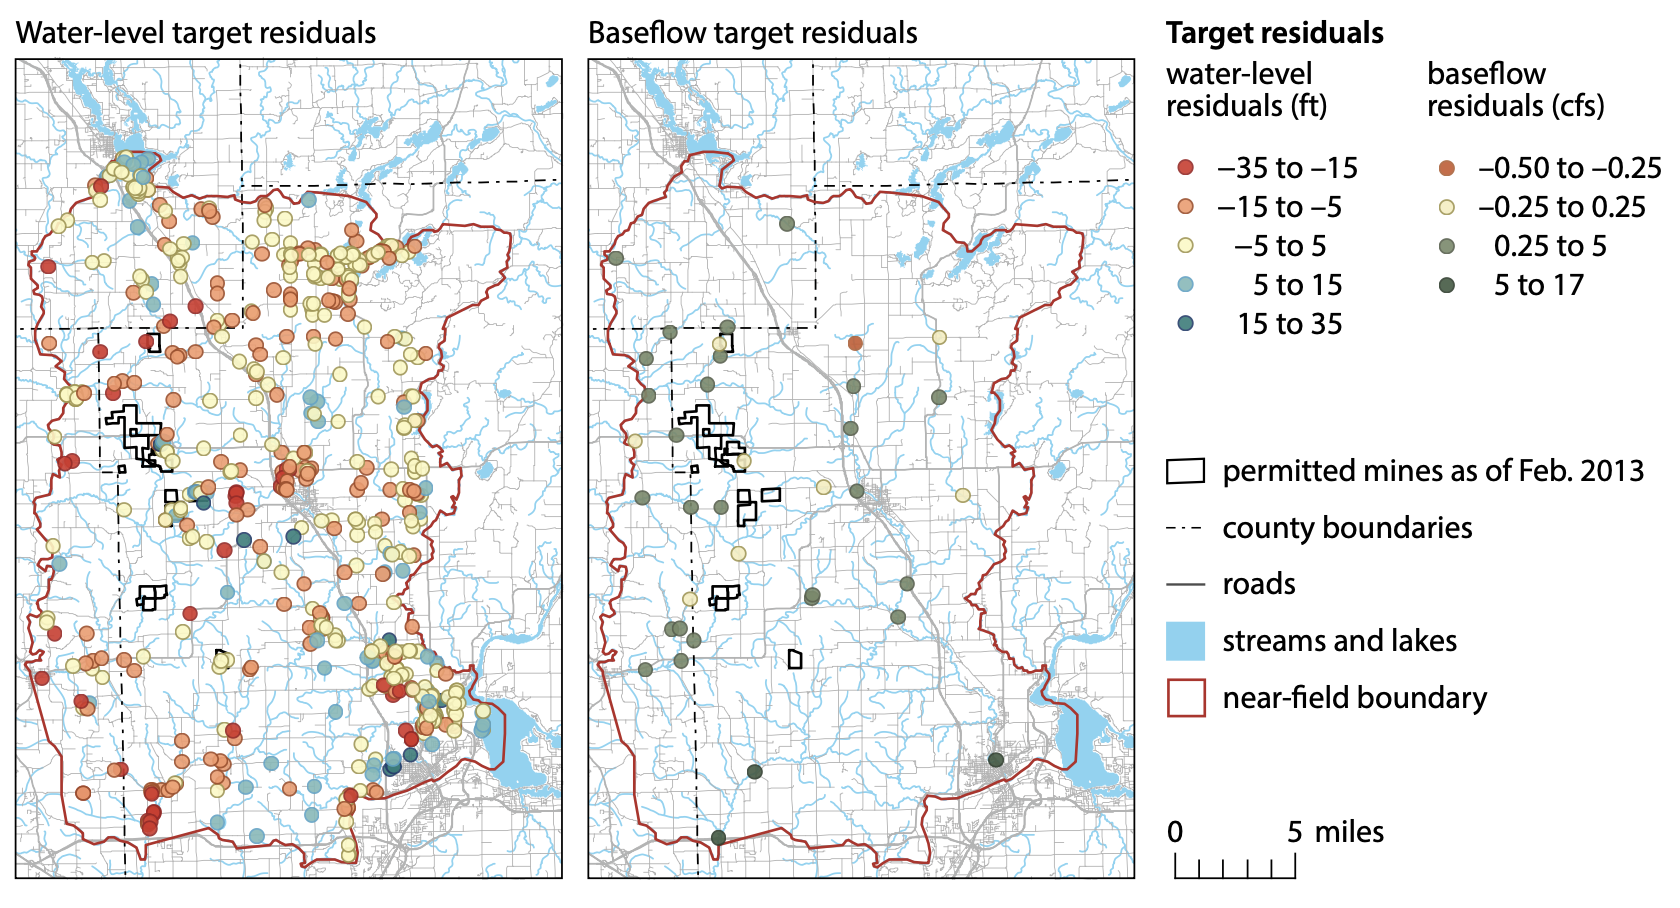 Water-level target residuals
Baseflow target residuals
Target residuals
water-level
residuals (ft)
−35 to −15
−15 to −5
−5 to 5
5 to 15
15 to 35
baseflow
residuals (cfs)
−0.50 to −0.25
−0.25 to 0.25
0.25 to 5
5 to 17
permitted mines as of Feb. 2013
county boundaries
roads
streams and lakes
near-field boundary
0 5 miles